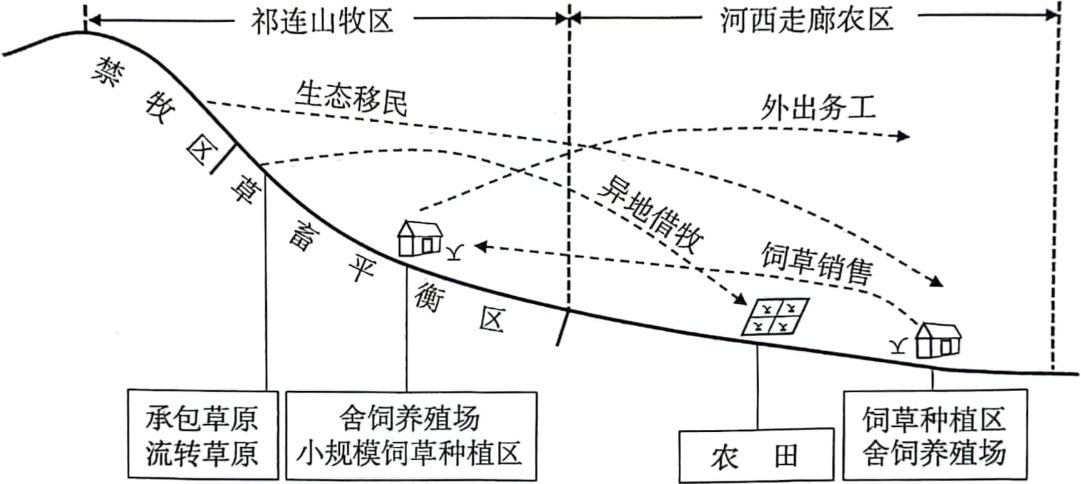 祁连山牧区
河西走廊农区
禁牧区
草畜平衡区
生态移民
外出务工
异地借牧
饲草销售
承包草原
流转草原
舍饲养殖场
小规模饲草种植区
农田
饲草种植区
舍饲养殖场